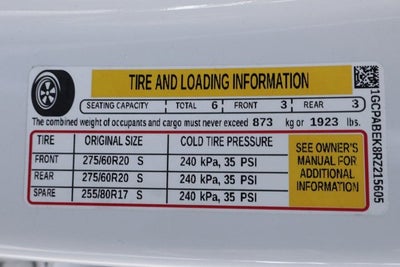 TIRE AND LOADING INFORMATION
SEATING CAPACITY TOTAL 6 FRONT 3 REAR 3
The combined weight of occupants and cargo must never exceed 873 kg or 1923 lbs.
TIRE ORIGINAL SIZE COLD TIRE PRESSURE
FRONT 275/60R20 S 240 kPa, 35 PSI
REAR 275/60R20 S 240 kPa, 35 PSI
SPARE 255/80R17 S 240 kPa, 35 PSI
SEE OWNER'S
MANUAL FOR
ADDITIONAL
INFORMATION
1GCPABEK8RZ215605